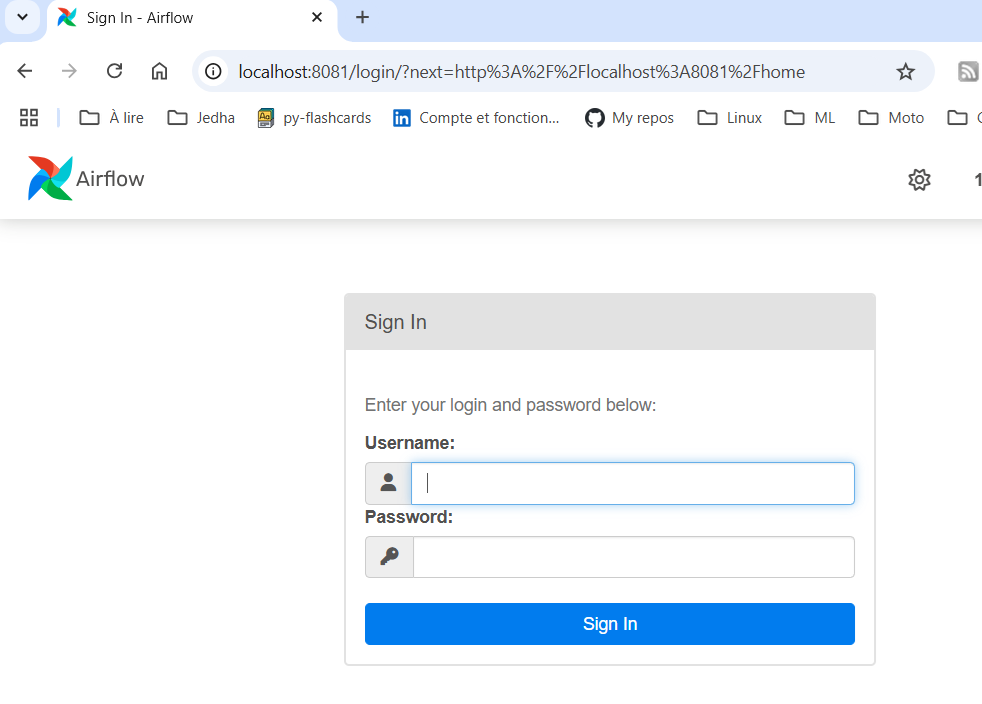 Sign In - Airflow
localhost:8081/login/?next=http%3A%2F%2Flocalhost%3A8081%2Fhome
À lire Jedha py-flashcards Compte et fonction... My repos Linux ML Moto
Airflow
Sign In
Enter your login and password below:
Username:
Password:
Sign In